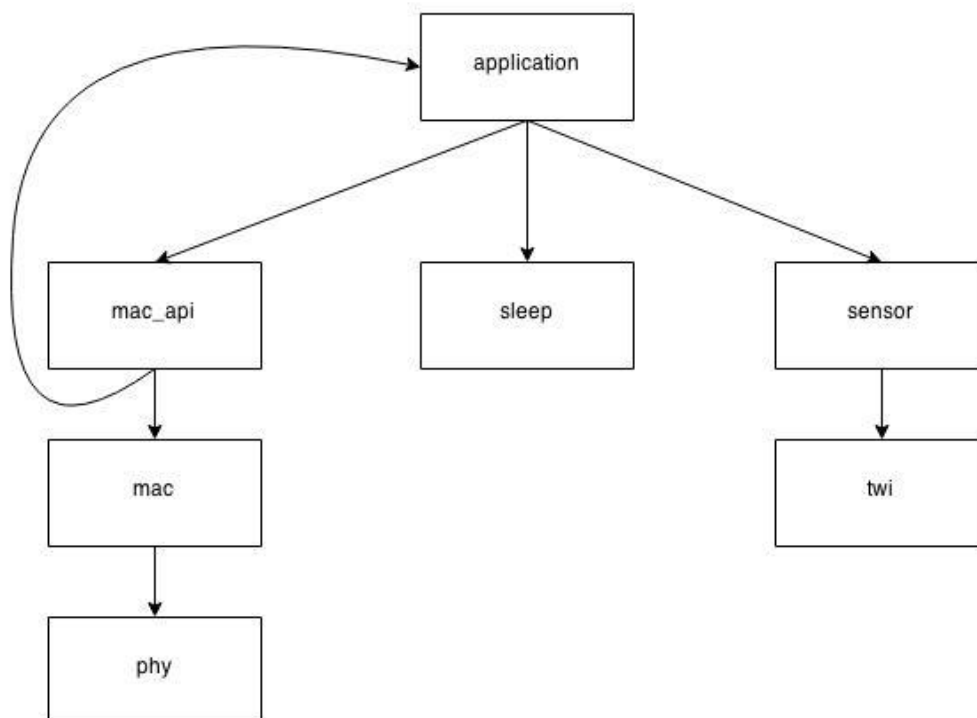 application
mac_api
sleep
sensor
mac
twi
phy